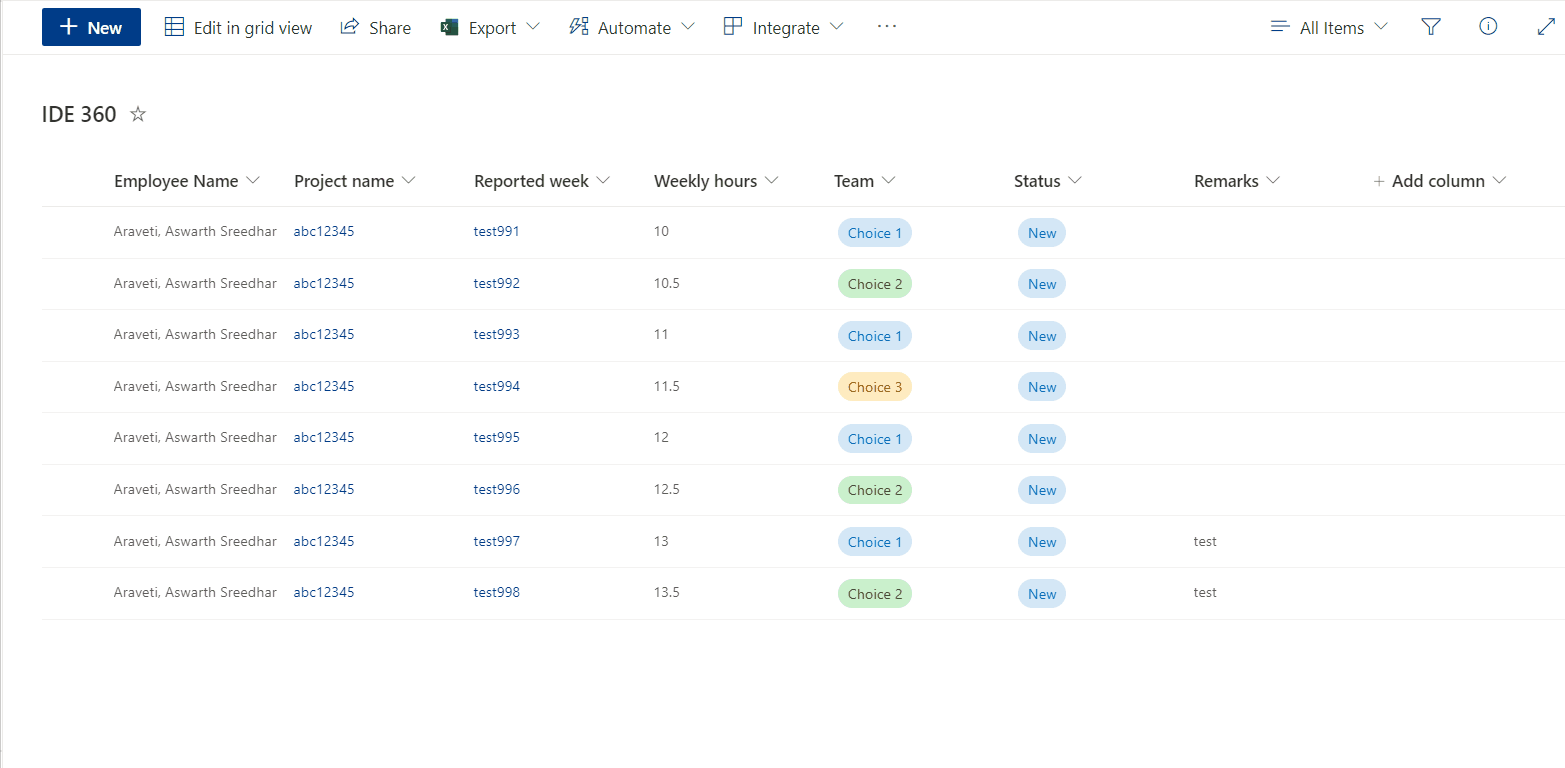 New Edit in grid view Share Export Automate Integrate ... All Items
IDE 360
Employee Name Project name Reported week Weekly hours Team Status Remarks + Add column
Araveti, Aswarth Sreedhar abc12345 test991 10 Choice 1 New
Araveti, Aswarth Sreedhar abc12345 test992 10.5 Choice 2 New
Araveti, Aswarth Sreedhar abc12345 test993 11 Choice 1 New
Araveti, Aswarth Sreedhar abc12345 test994 11.5 Choice 3 New
Araveti, Aswarth Sreedhar abc12345 test995 12 Choice 1 New
Araveti, Aswarth Sreedhar abc12345 test996 12.5 Choice 2 New
Araveti, Aswarth Sreedhar abc12345 test997 13 Choice 1 New test
Araveti, Aswarth Sreedhar abc12345 test998 13.5 Choice 2 New test